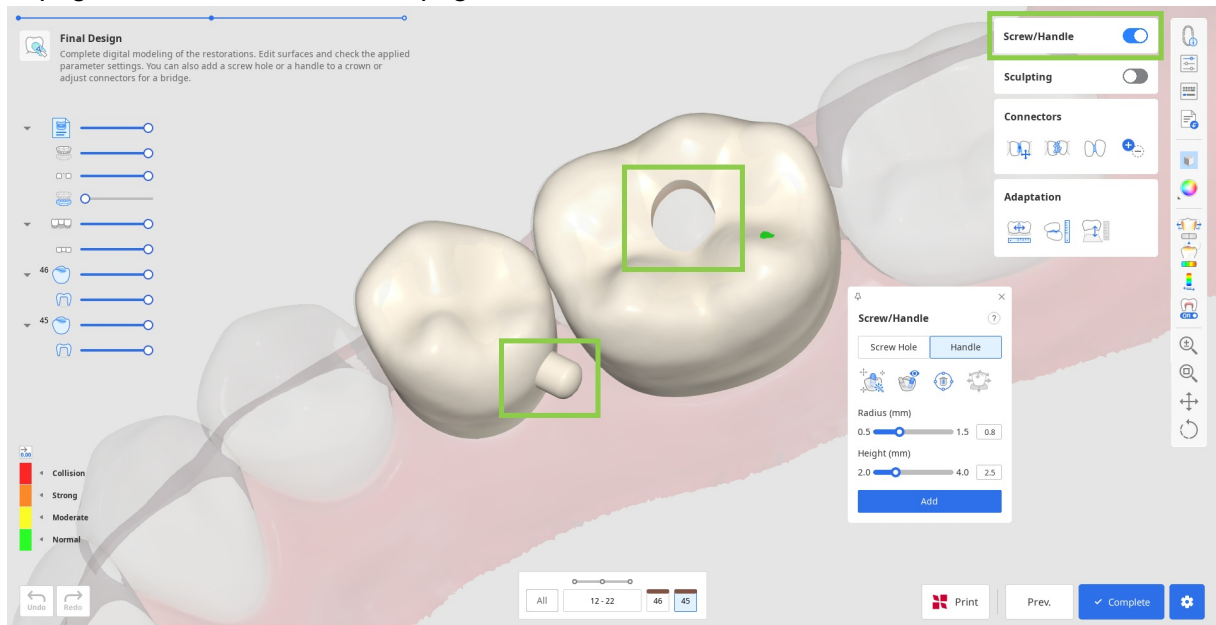 Final Design
Complete digital modeling of the restorations. Edit surfaces and check the applied
parameter settings. You can also add a screw hole or a handle to a crown or
adjust connectors for a bridge.
46
45
0.00
Collision
Strong
Moderate
Normal
Undo
Redo
All
12 - 22
46
45
Screw/Handle
Sculpting
Connectors
Adaptation
Screw/Handle
?
Screw Hole
Handle
Radius (mm)
0.5
1.5
0.8
Height (mm)
2.0
4.0
2.5
Add
ON
Print
Prev.
Complete